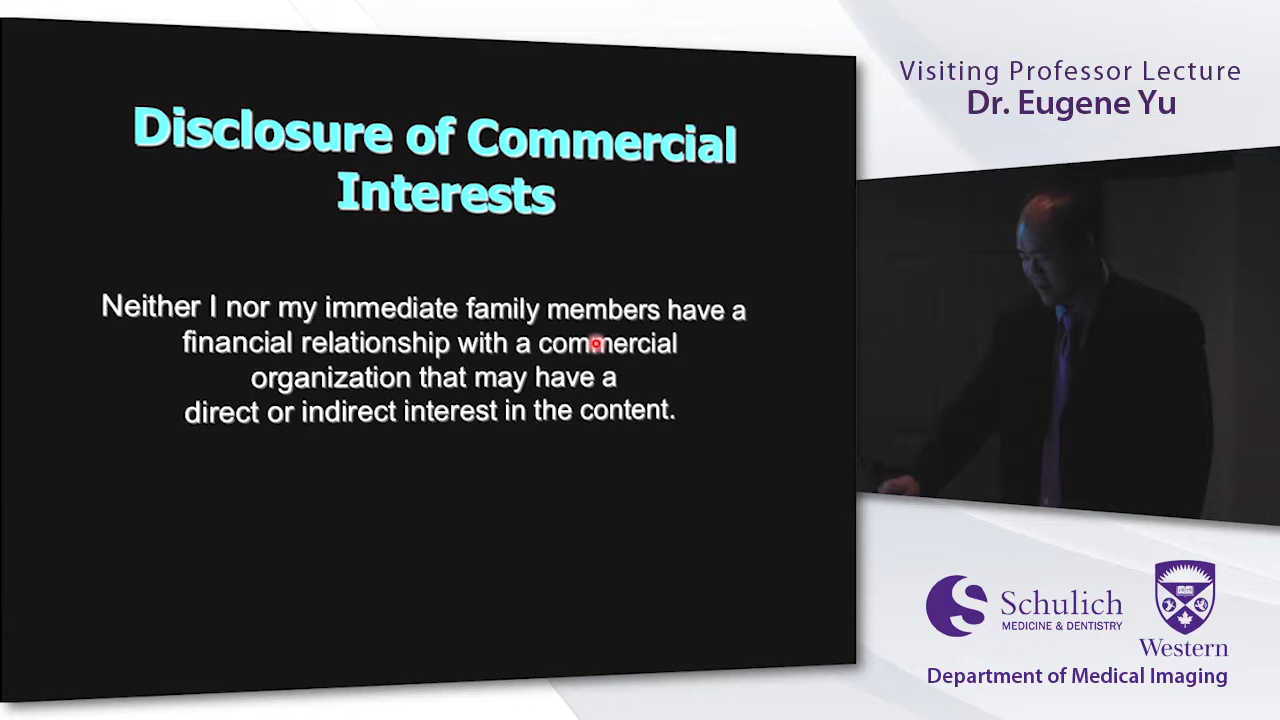 Disclosure of Commercial
Interests
Neither I nor my immediate family members have a
financial relationship with a commercial
organization that may have a
direct or indirect interest in the content.
Visiting Professor Lecture
Dr. Eugene Yu
Schulich
MEDICINE & DENTISTRY
Western
Department of Medical Imaging